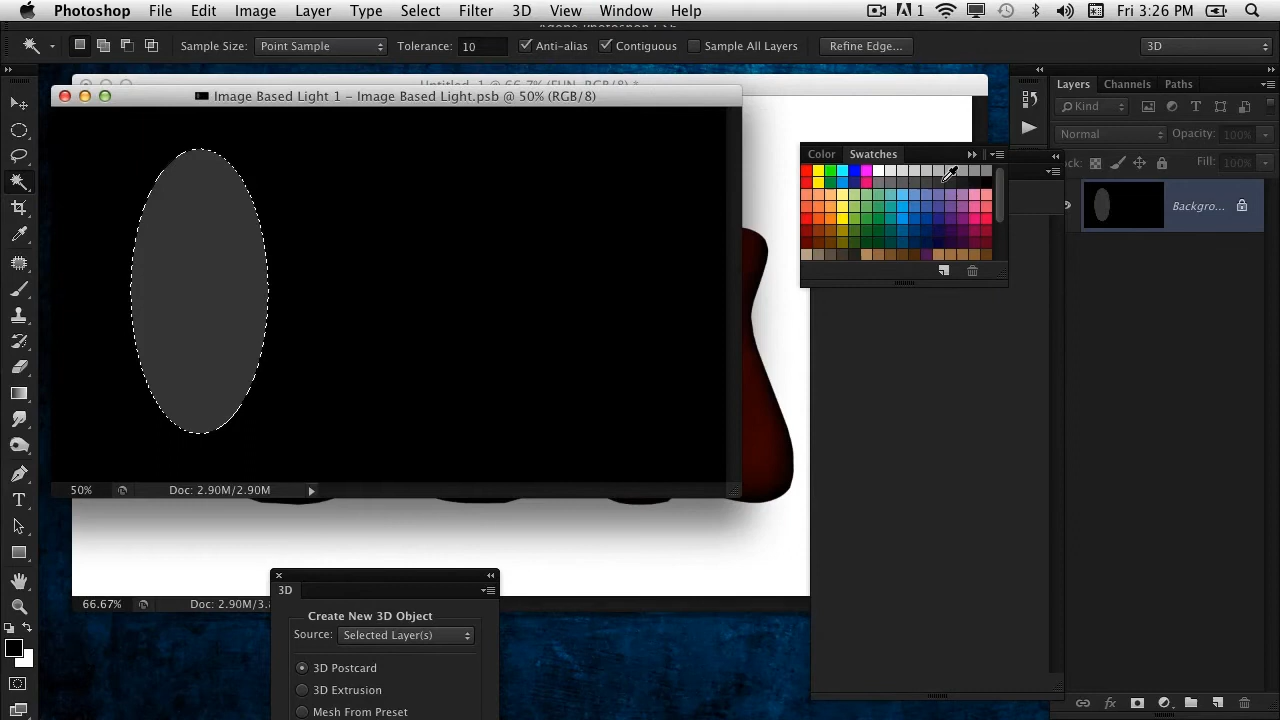 Photoshop File Edit Image Layer Type Select Filter 3D View Window Help 1 Fri 3:26 PM
Sample Size: Point Sample Tolerance: 10 Anti-alias Contiguous Sample All Layers Refine Edge... 3D
Image Based Light 1 – Image Based Light.psb @ 50% (RGB/8)
Layers Channels Paths
Kind
Normal Opacity: 100%
Fill: 100%
Color Swatches
Backgro...
50% Doc: 2.90M/2.90M
66.67% Doc: 2.90M/3.
3D
Create New 3D Object
Source: Selected Layer(s)
3D Postcard
3D Extrusion
Mesh From Preset
T
fx